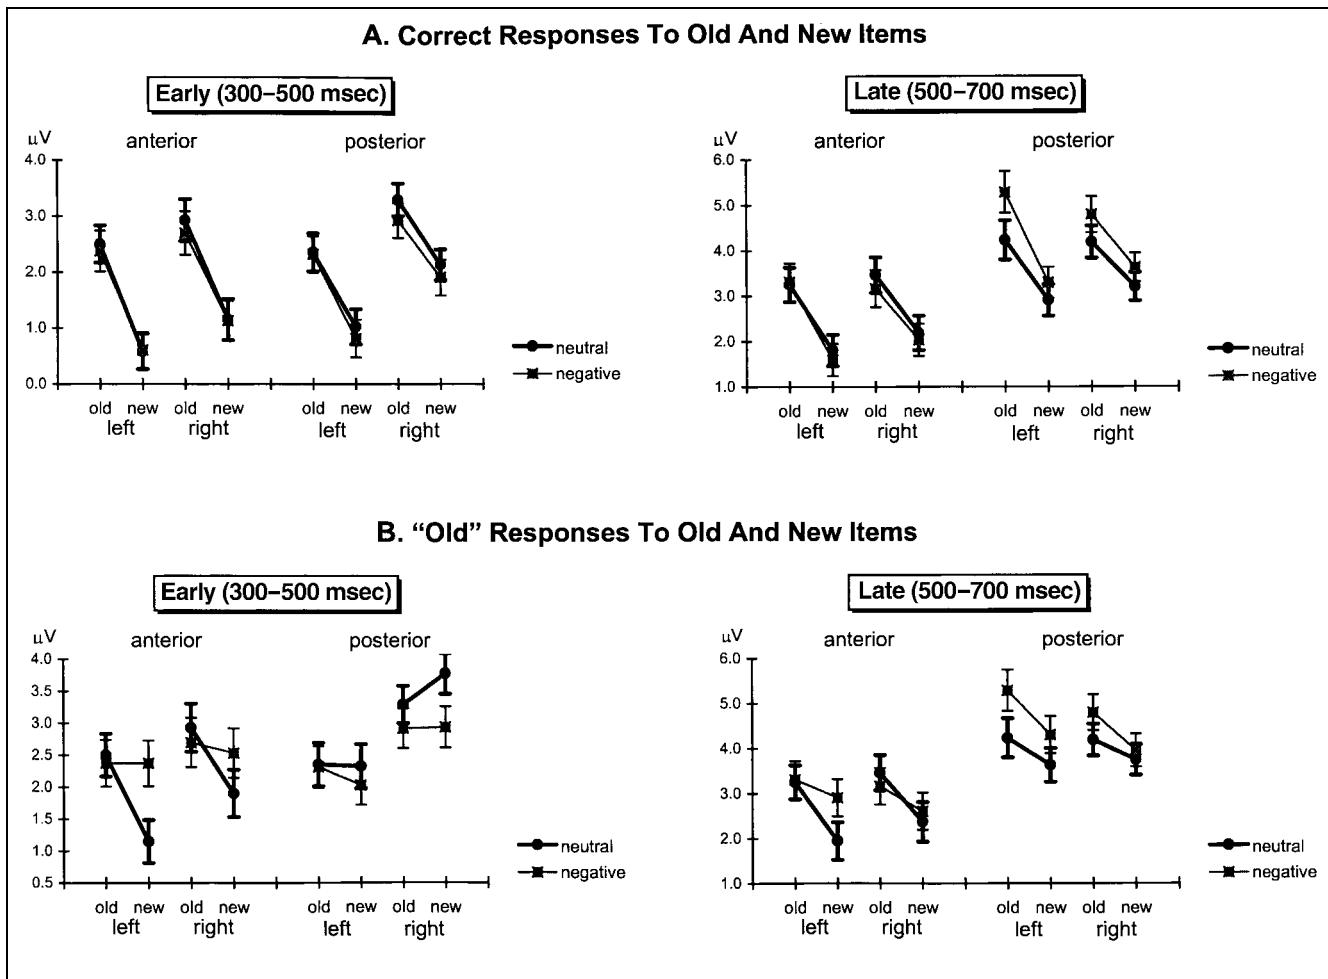 A. Correct Responses To Old And New Items
Early (300–500 msec)
µV
anterior
posterior
4.0
3.0
2.0
1.0
0.0
old new old new old new old new
left right left right
neutral
negative
Late (500–700 msec)
µV
anterior
posterior
6.0
5.0
4.0
3.0
2.0
1.0
old new old new old new old new
left right left right
neutral
negative
B. “Old” Responses To Old And New Items
Early (300–500 msec)
µV
anterior
posterior
4.0
3.5
3.0
2.5
2.0
1.5
1.0
0.5
old new old new old new old new
left right left right
neutral
negative
Late (500–700 msec)
µV
anterior
posterior
6.0
5.0
4.0
3.0
2.0
1.0
old new old new old new old new
left right left right
neutral
negative